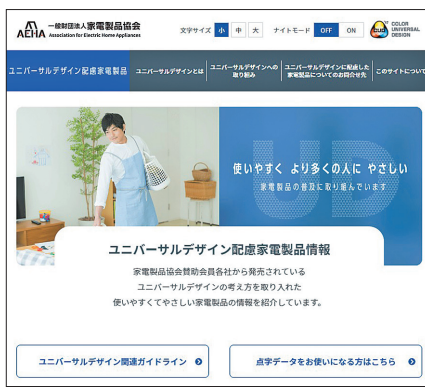 AEHA 一般財団法人家電製品協会
Association for Electric Home Appliances
文字サイズ 小 中 大 ナイトモード OFF ON
COLOR
UNIVERSAL
DESIGN
ユニバーサルデザイン配慮家電製品
ユニバーサルデザインとは
ユニバーサルデザインへの
取り組み
ユニバーサルデザインに配慮した
家電製品についてのお問合せ先
このサイトについて
使いやすく より多くの人に やさしい
家電製品の普及に取り組んでいます
UD
ユニバーサルデザイン配慮家電製品情報
家電製品協会賛助会員各社から発売されている
ユニバーサルデザインの考え方を取り入れた
使いやすくてやさしい家電製品の情報を紹介しています。
ユニバーサルデザイン関連ガイドライン
点字データをお使いになる方はこちら